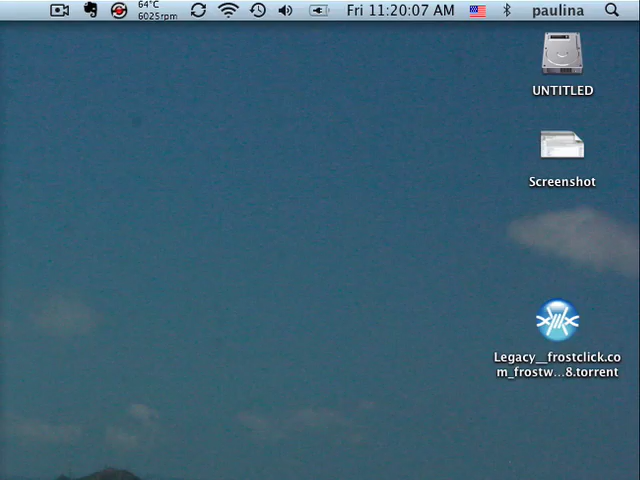 64°C
6025rpm
Fri 11:20:07 AM
paulina
UNTITLED
Screenshot
Legacy__frostclick.co
m_frostw...8.torrent